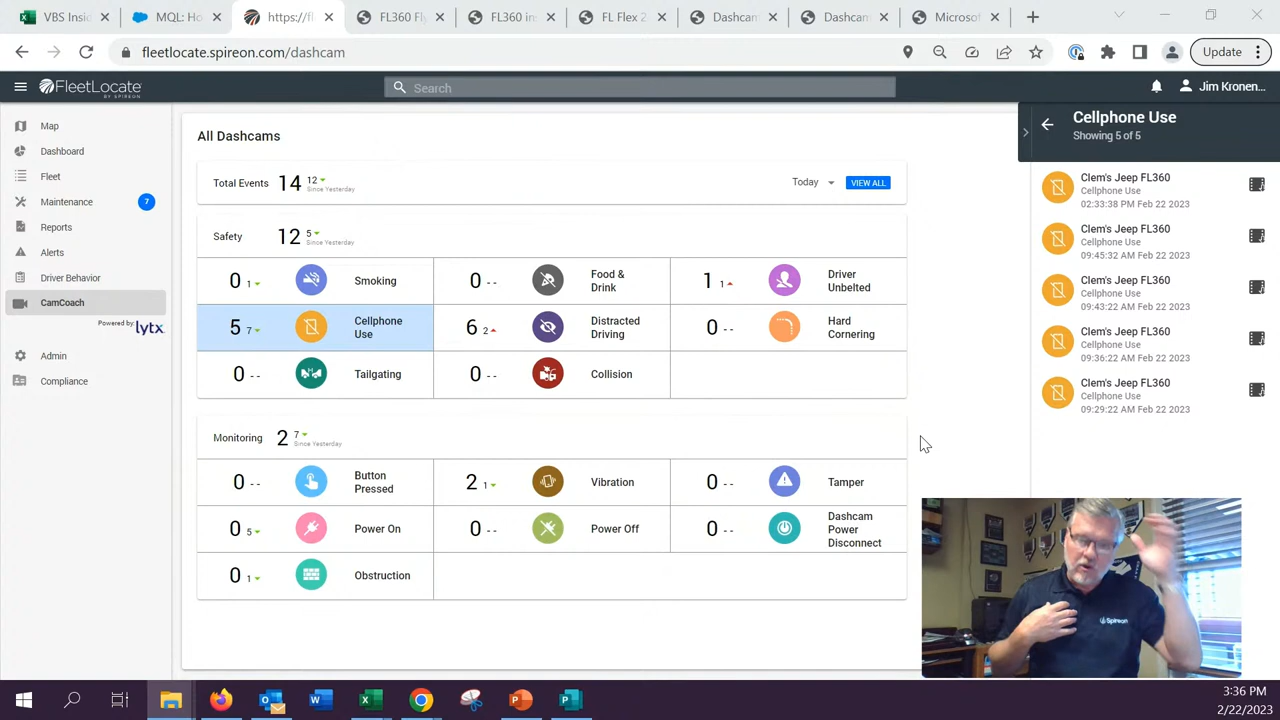 VBS Insid
MQL: Ho
https://fl
FL360 Fl
FL360 in
FL Flex 2
Dashcan
Dashcan
Microsof
fleetlocate.spireon.com/dashcam
Update
FleetLocate
BY SPIREON
Search
Jim Kronen...
Map
Dashboard
Fleet
Maintenance
7
Reports
Alerts
Driver Behavior
CamCoach
Powered by lytx
Admin
Compliance
All Dashcams
Total Events 14 12 Since Yesterday
Today VIEW ALL
Safety 12 5 Since Yesterday
0 1 Smoking
0 -- Food & Drink
1 1 Driver Unbelted
5 7 Cellphone Use
6 2 Distracted Driving
0 -- Hard Cornering
0 -- Tailgating
0 -- Collision
Monitoring 2 7 Since Yesterday
0 -- Button Pressed
2 1 Vibration
0 -- Tamper
0 5 Power On
0 -- Power Off
0 -- Dashcam Power Disconnect
0 1 Obstruction
Cellphone Use
Showing 5 of 5
Clem's Jeep FL360
Cellphone Use
02:33:38 PM Feb 22 2023
Clem's Jeep FL360
Cellphone Use
09:45:32 AM Feb 22 2023
Clem's Jeep FL360
Cellphone Use
09:43:22 AM Feb 22 2023
Clem's Jeep FL360
Cellphone Use
09:36:22 AM Feb 22 2023
Clem's Jeep FL360
Cellphone Use
09:29:22 AM Feb 22 2023
Spireon
3:36 PM
2/22/2023